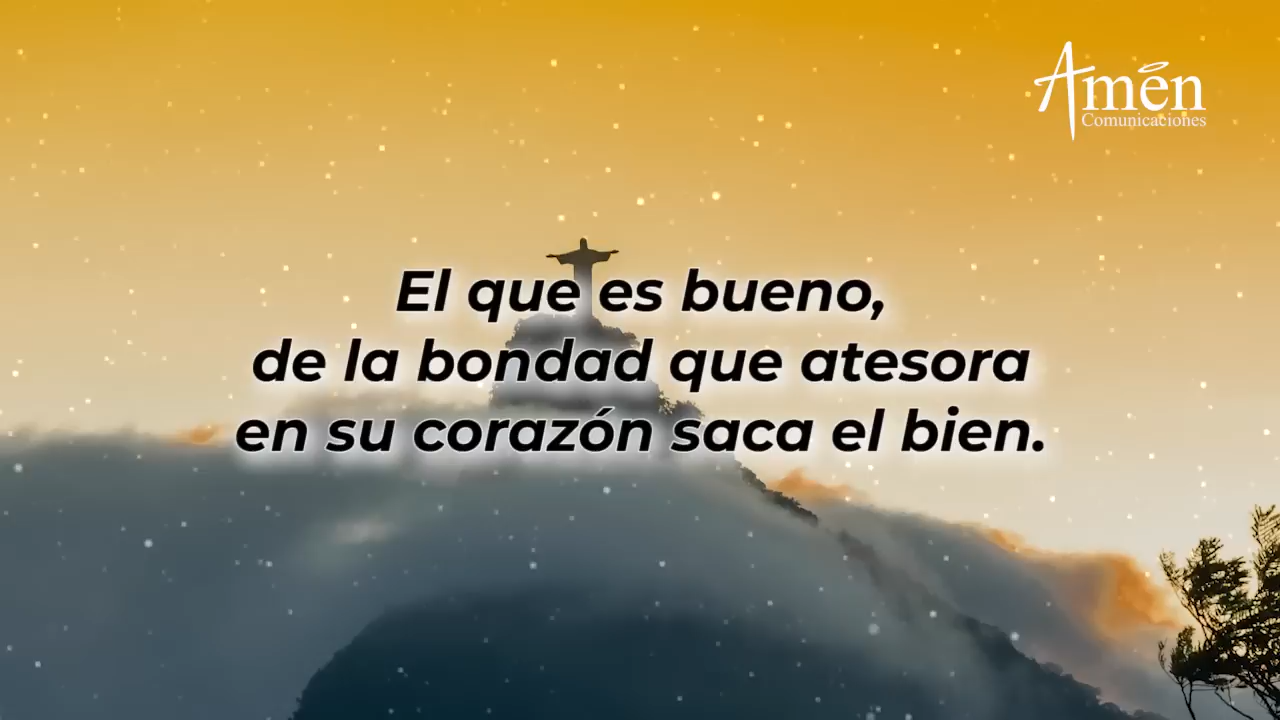 Amén
Comunicaciones
El que es bueno,
de la bondad que atesora
en su corazón saca el bien.